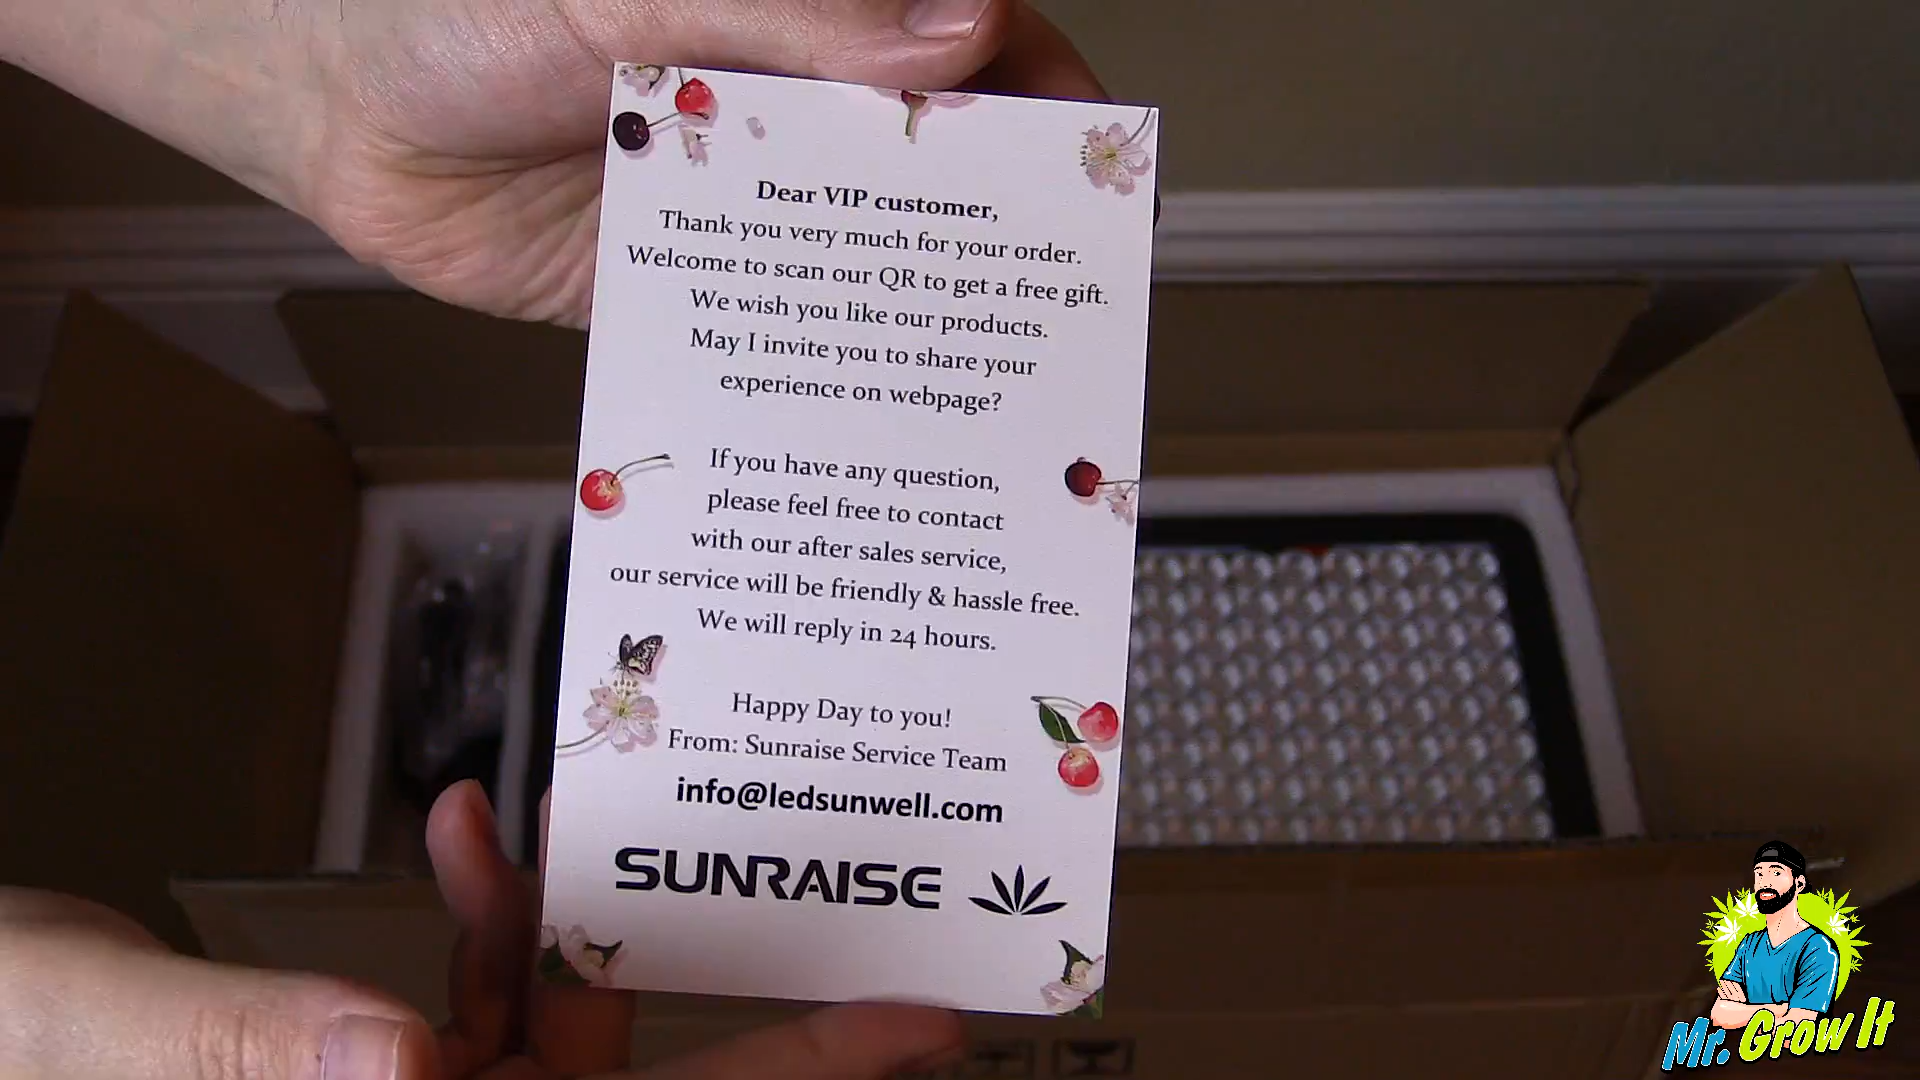 Dear VIP customer,
Thank you very much for your order.
Welcome to scan our QR to get a free gift.
We wish you like our products.
May I invite you to share your
experience on webpage?
If you have any question,
please feel free to contact
with our after sales service,
our service will be friendly & hassle free.
We will reply in 24 hours.
Happy Day to you!
From: Sunraise Service Team
info@ledsunwell.com
SUNRAISE
Mr. Grow It